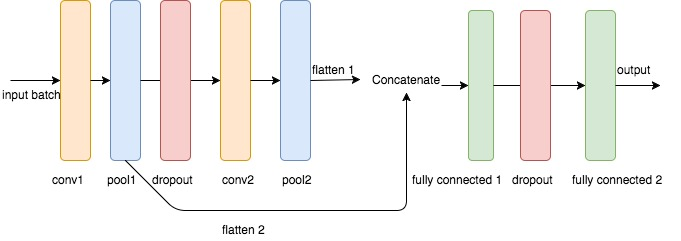 flatten 1
output
Concatenate
input batch
conv1 pool1 dropout conv2 pool2 fully connected 1 dropout fully connected 2
flatten 2